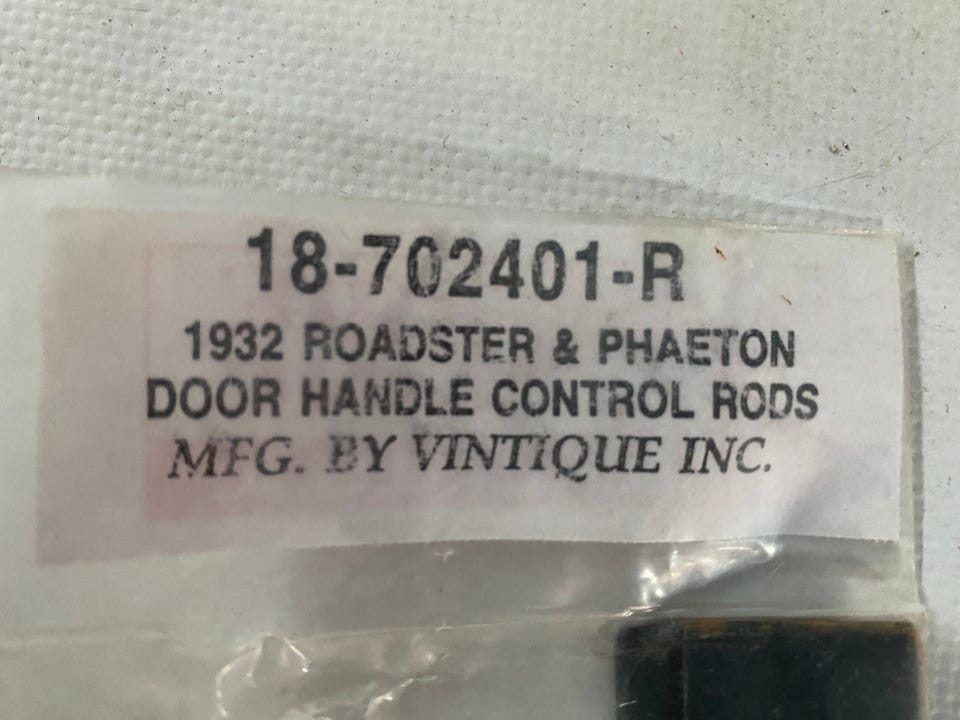 18-702401-R
1932 ROADSTER & PHAETON
DOOR HANDLE CONTROL RODS
MFG. BY VINTIQUE INC.